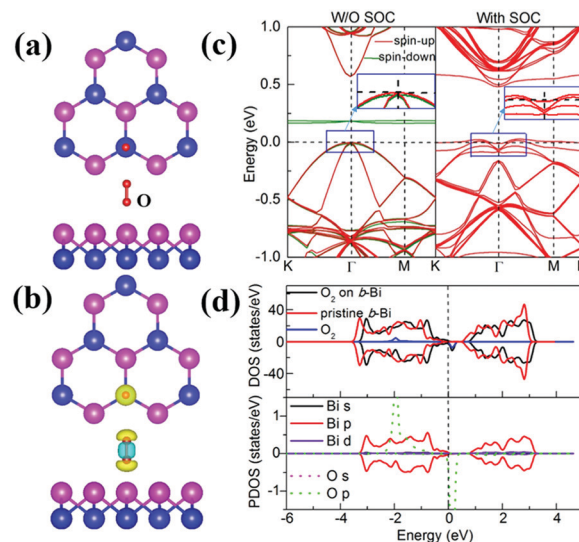 (a)
O
(b)
(c)
W/O SOC
With SOC
spin-up
spin-down
Energy (eV)
1.0
0.5
0.0
-0.5
-1.0
K
Γ
M
K
Γ
M
(d)
O2 on b-Bi
pristine b-Bi
O2
DOS (states/eV)
40
0
-40
Bi s
Bi p
Bi d
O s
O p
PDOS (states/eV)
1
0
-1
-6
-4
-2
0
2
4
Energy (eV)